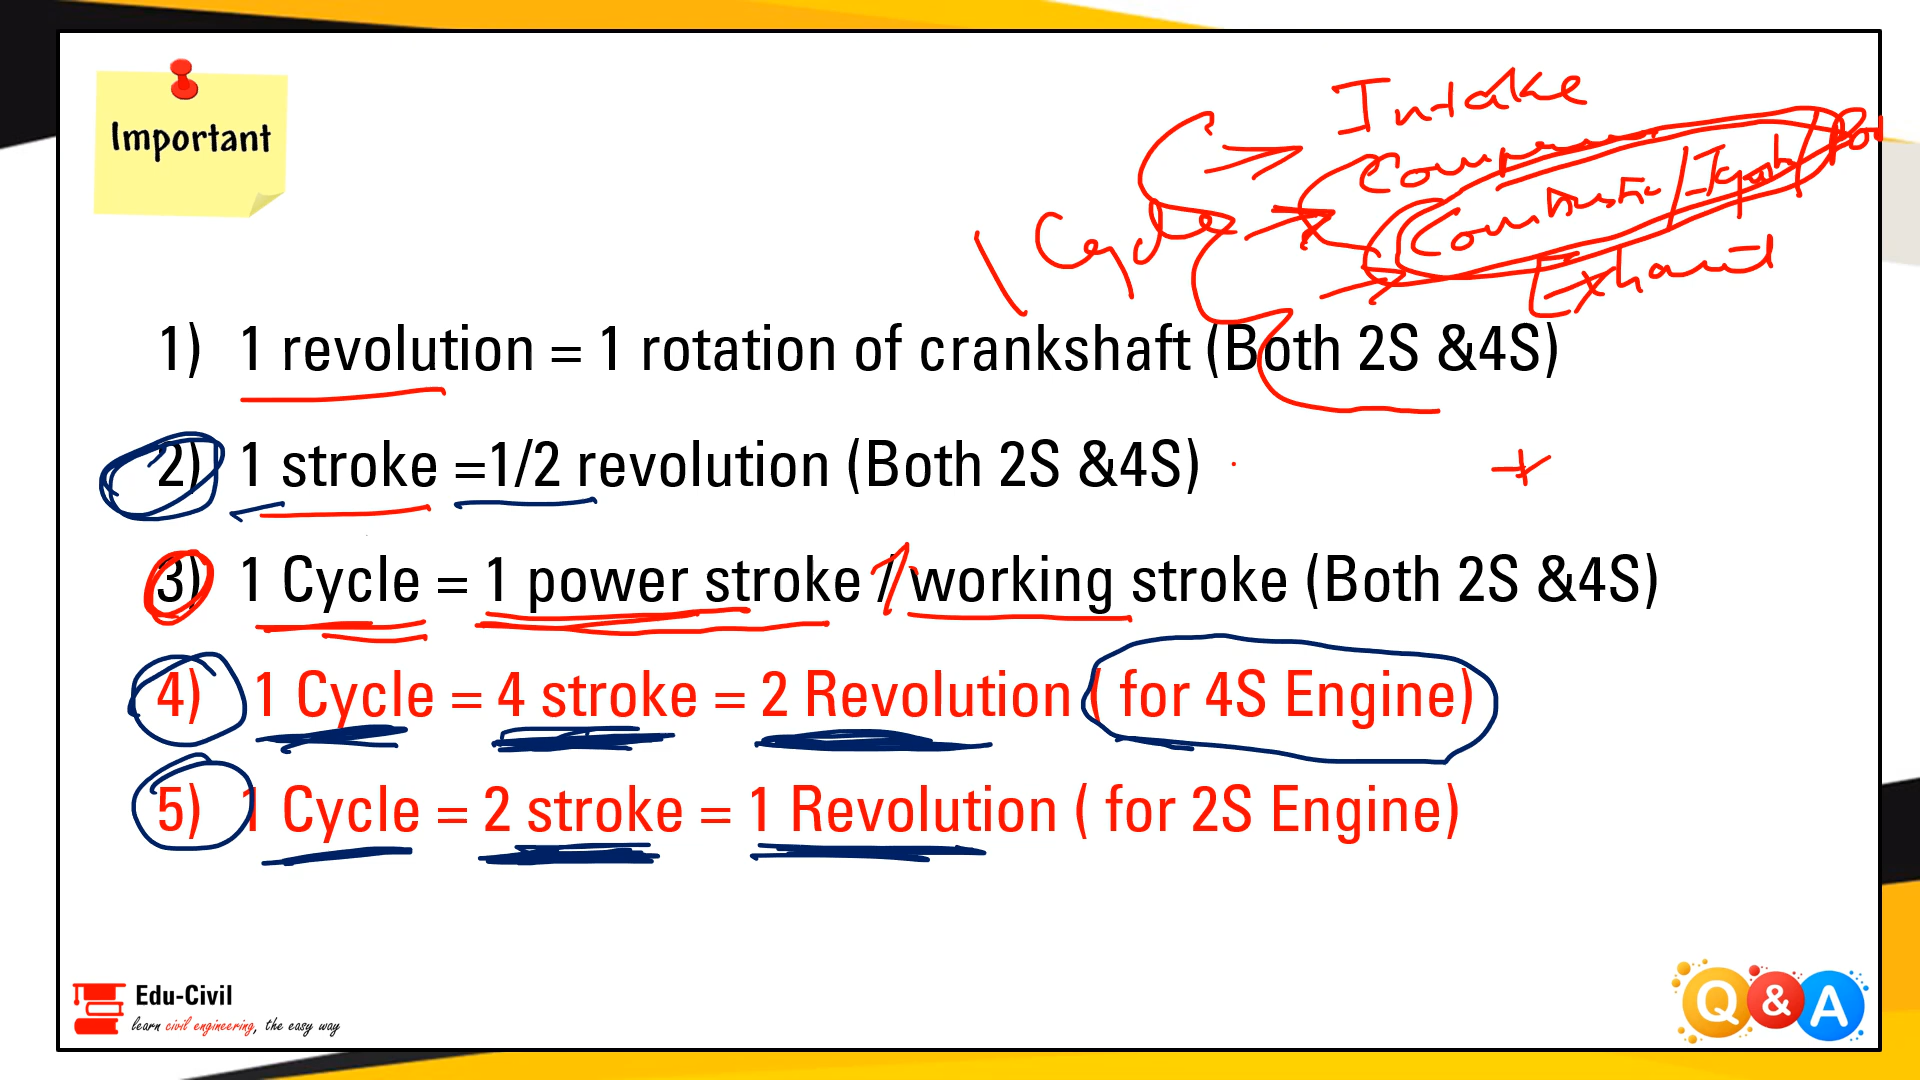 Important
Intake
1 Cycle
Exhaust
1) 1 revolution = 1 rotation of crankshaft (Both 2S &4S)
2) 1 stroke =1/2 revolution (Both 2S &4S)
+
3) 1 Cycle = 1 power stroke / working stroke (Both 2S &4S)
4) 1 Cycle = 4 stroke = 2 Revolution ( for 4S Engine)
5) 1 Cycle = 2 stroke = 1 Revolution ( for 2S Engine)
Edu-Civil
learn civil engineering, the easy way
Q&A